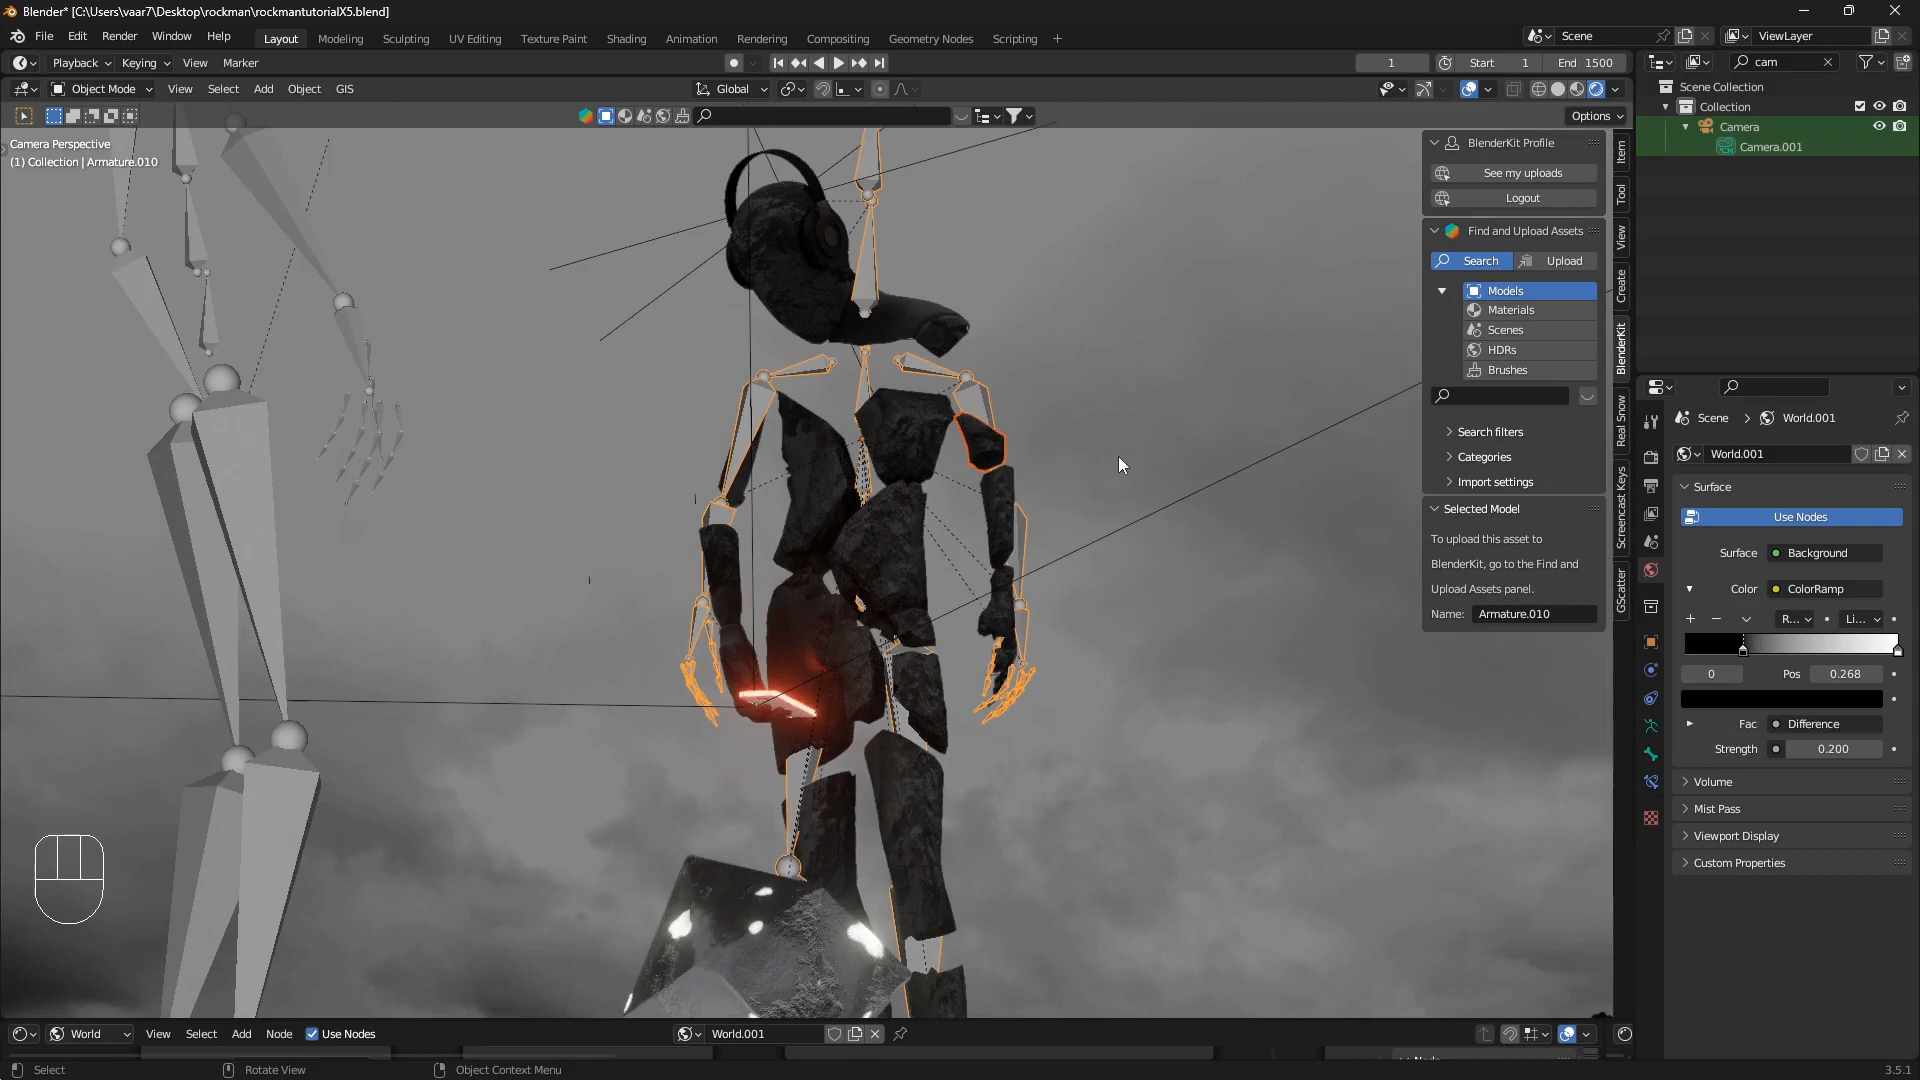 Blender* [C:\Users\vaar7\Desktop\rockman\rockmantutorialX5.blend]
File Edit Render Window Help Layout Modeling Sculpting UV Editing Texture Paint Shading Animation Rendering Compositing Geometry Nodes Scripting + Scene ViewLayer
Playback Keying View Marker 1 Start 1 End 1500 cam
Object Mode View Select Add Object GIS Global Scene Collection
Options Collection
Camera Perspective Camera
(1) Collection | Armature.010 Camera.001
BlenderKit Profile
See my uploads
Logout
Find and Upload Assets
Search Upload
Models
Materials
Scenes
HDRs
Brushes
Search filters
Categories
Import settings
Selected Model
To upload this asset to
BlenderKit, go to the Find and
Upload Assets panel.
Name: Armature.010
Item
Tool
View
Create
BlenderKit
Real Snow
Screencast Keys
GScatter
Scene > World.001
World.001
Surface
Use Nodes
Surface Background
Color ColorRamp
R... Li...
0 Pos 0.268
Fac Difference
Strength 0.200
Volume
Mist Pass
Viewport Display
Custom Properties
World View Select Add Node Use Nodes World.001
Select Rotate View Object Context Menu 3.5.1